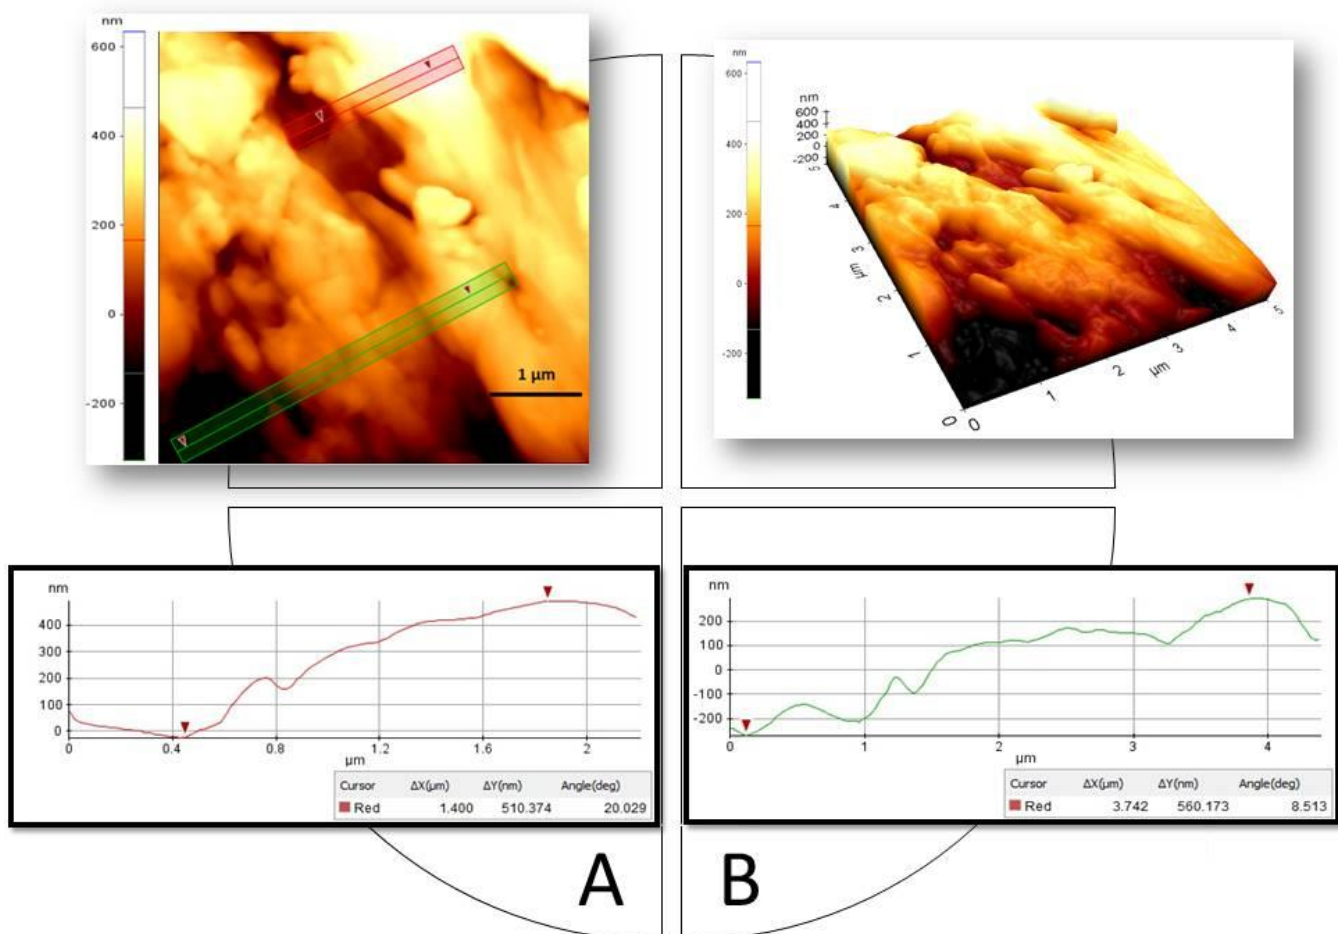 nm
600
400
200
0
-200
1 µm
nm
600
400
200
0
-200
nm
600
400
200
0
-200
5
4
3
µm
2
1
0
0
1
2
µm
3
4
5
nm
400
300
200
100
0
0 0.4 0.8 1.2 1.6 2
µm
Cursor ΔX(µm) ΔY(nm) Angle(deg)
Red 1.400 510.374 20.029
nm
200
100
0
-100
-200
0 1 2 3 4
µm
Cursor ΔX(µm) ΔY(nm) Angle(deg)
Red 3.742 560.173 8.513
A B